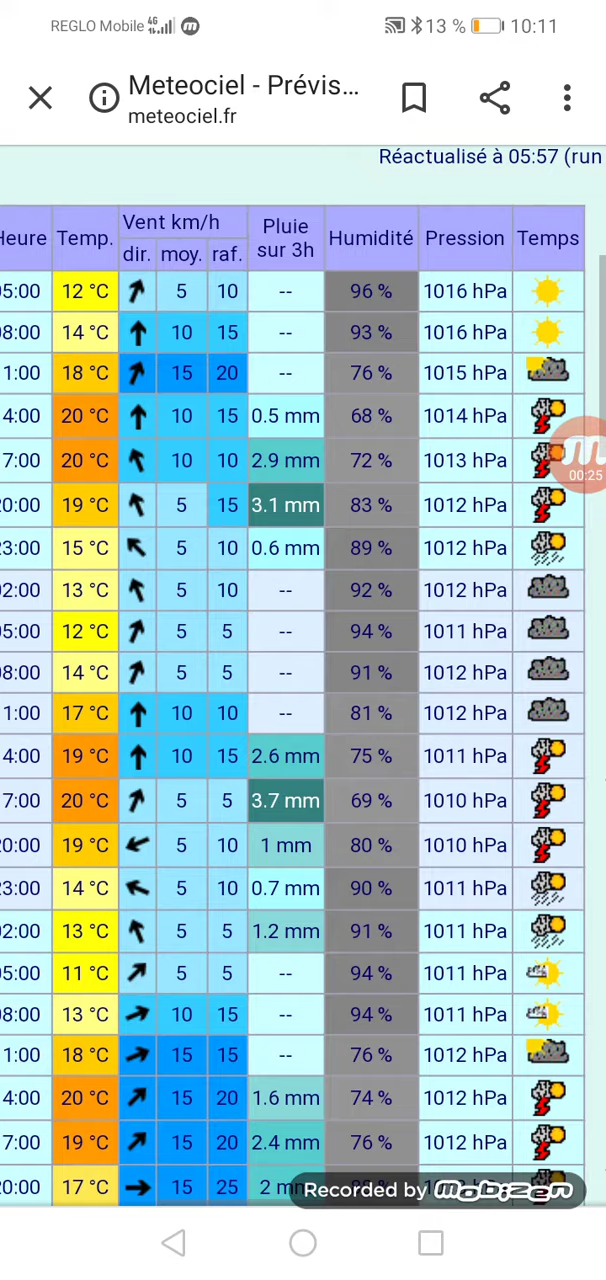 REGLO Mobile 4G 13 % 10:11
Meteociel - Prévis...
meteociel.fr
Réactualisé à 05:57 (run
Heure Temp. Vent km/h Pluie sur 3h Humidité Pression Temps
dir. moy. raf.
05:00 12 °C 5 10 -- 96 % 1016 hPa
08:00 14 °C 10 15 -- 93 % 1016 hPa
1:00 18 °C 15 20 -- 76 % 1015 hPa
4:00 20 °C 10 15 0.5 mm 68 % 1014 hPa
7:00 20 °C 10 10 2.9 mm 72 % 1013 hPa
00:25
20:00 19 °C 5 15 3.1 mm 83 % 1012 hPa
23:00 15 °C 5 10 0.6 mm 89 % 1012 hPa
02:00 13 °C 5 10 -- 92 % 1012 hPa
05:00 12 °C 5 5 -- 94 % 1011 hPa
08:00 14 °C 5 5 -- 91 % 1012 hPa
1:00 17 °C 10 10 -- 81 % 1012 hPa
4:00 19 °C 10 15 2.6 mm 75 % 1011 hPa
7:00 20 °C 5 5 3.7 mm 69 % 1010 hPa
20:00 19 °C 5 10 1 mm 80 % 1010 hPa
23:00 14 °C 5 10 0.7 mm 90 % 1011 hPa
02:00 13 °C 5 5 1.2 mm 91 % 1011 hPa
05:00 11 °C 5 5 -- 94 % 1011 hPa
08:00 13 °C 10 15 -- 94 % 1011 hPa
1:00 18 °C 15 15 -- 76 % 1012 hPa
4:00 20 °C 15 20 1.6 mm 74 % 1012 hPa
7:00 19 °C 15 20 2.4 mm 76 % 1012 hPa
20:00 17 °C 15 25 2 mm
Recorded by mobizen